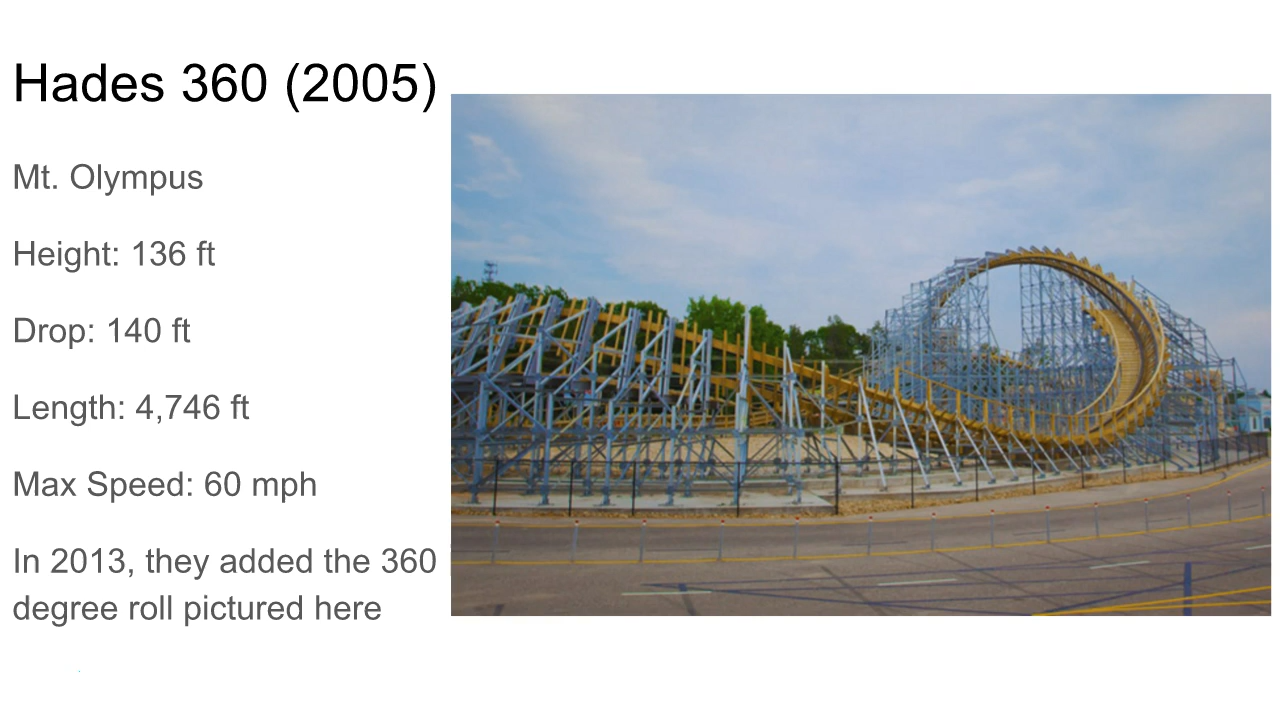 Hades 360 (2005)
Mt. Olympus
Height: 136 ft
Drop: 140 ft
Length: 4,746 ft
Max Speed: 60 mph
In 2013, they added the 360
degree roll pictured here